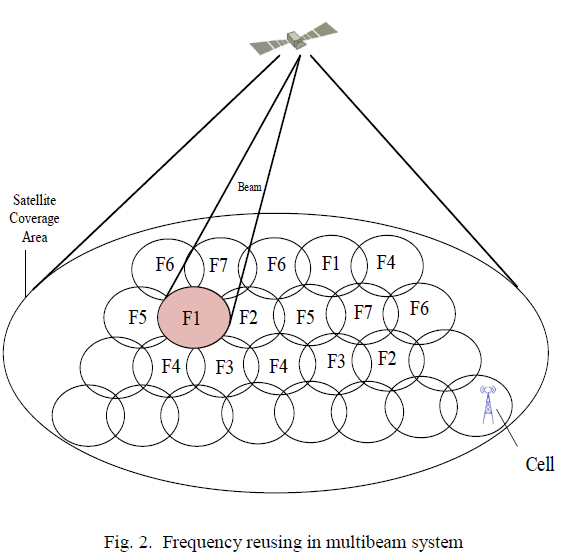 Beam
Satellite
Coverage
Area
F6 F7 F6 F1 F4
F5 F1 F2 F5 F7 F6
F4 F3 F4 F3 F2
Cell
Fig. 2. Frequency reusing in multibeam system